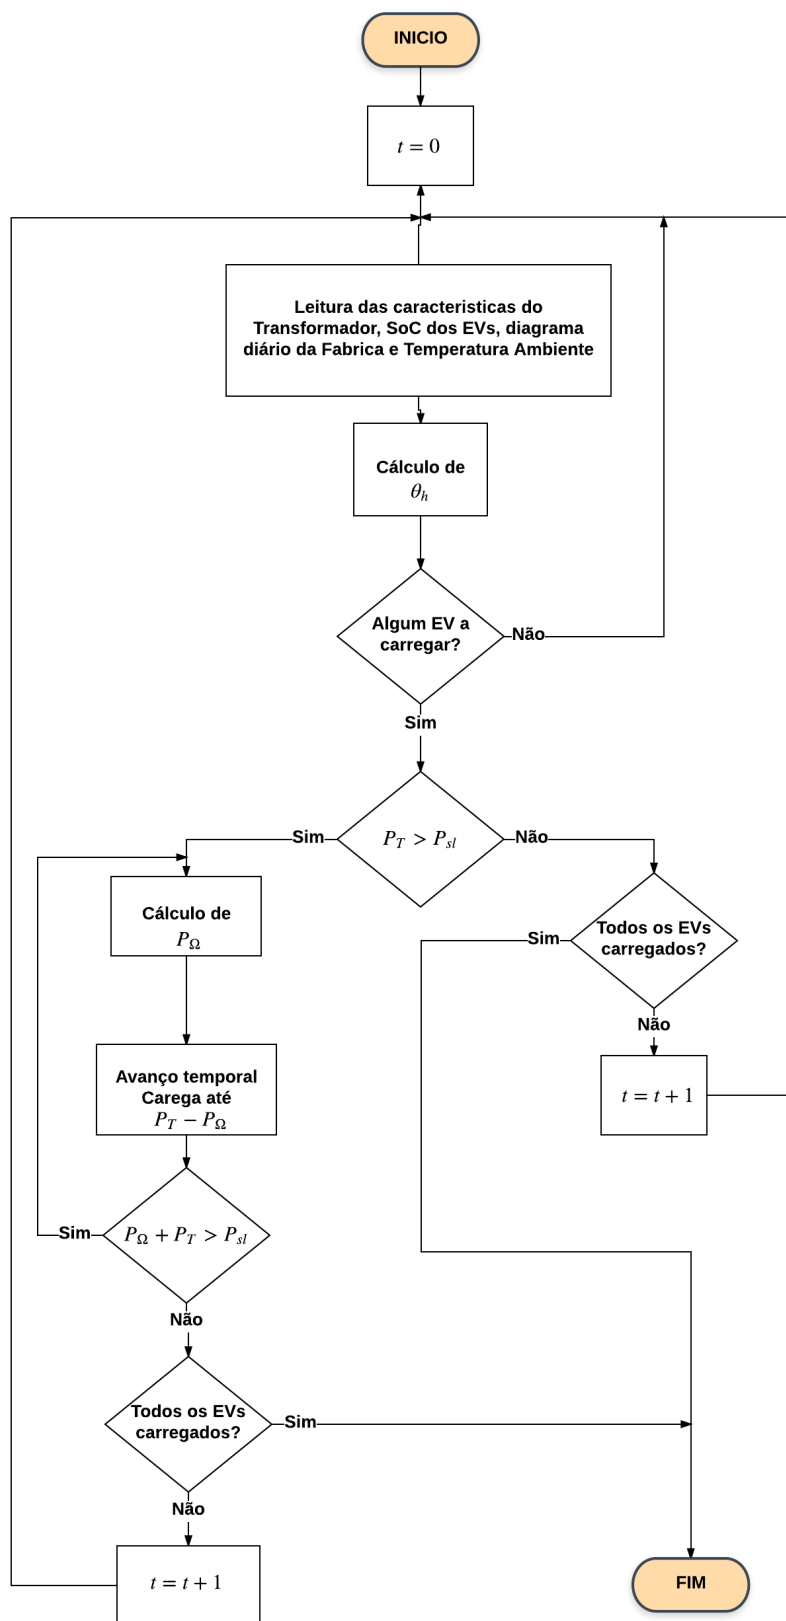 INICIO
t = 0
Leitura das caracteristicas do
Transformador, SoC dos EVs, diagrama
diário da Fabrica e Temperatura Ambiente
Cálculo de
θh
Algum EV a
carregar?
Não
Sim
PT > Psl
Sim
Não
Cálculo de
PΩ
Todos os EVs
carregados?
Sim
Não
t = t + 1
Avanço temporal
Carega até
PT − PΩ
PΩ + PT > Psl
Sim
Não
Todos os EVs
carregados?
Sim
Não
t = t + 1
FIM